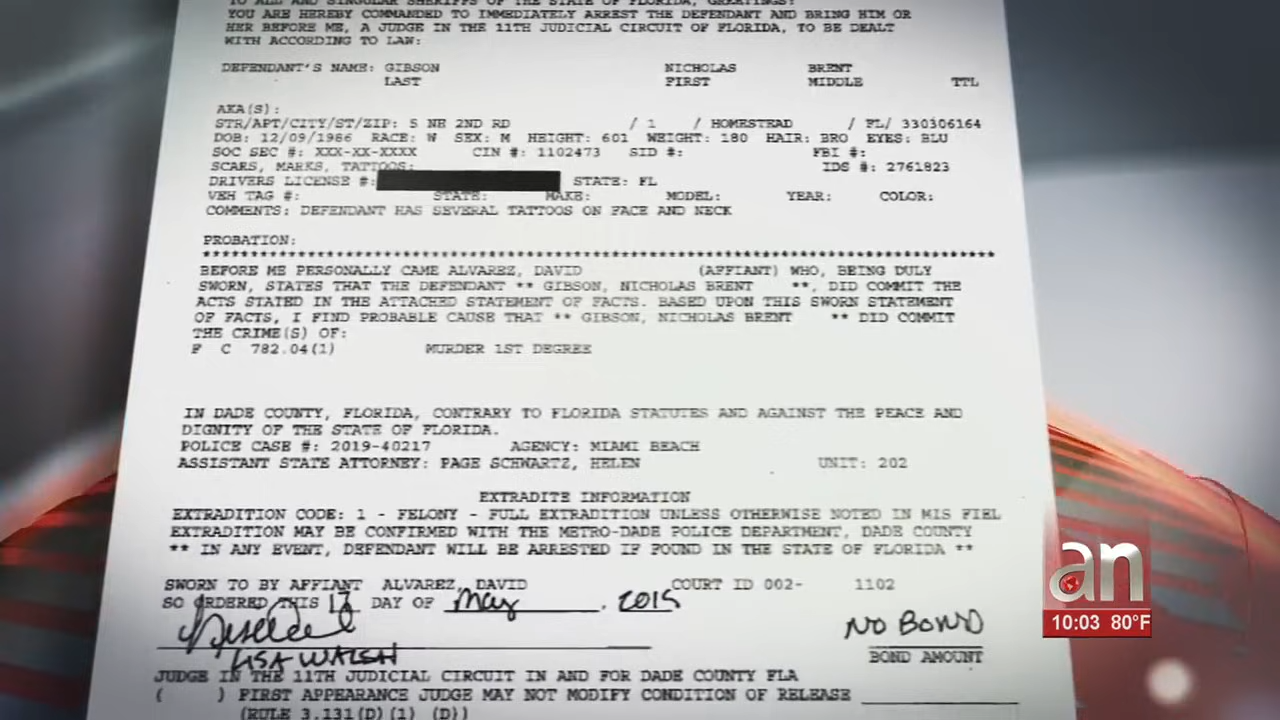 TO ALL AND SINGULAR SHERIFFS OF THE STATE OF FLORIDA, GREETINGS:
YOU ARE HEREBY COMMANDED TO IMMEDIATELY ARREST THE DEFENDANT AND BRING HIM OR
HER BEFORE ME, A JUDGE IN THE 11TH JUDICIAL CIRCUIT OF FLORIDA, TO BE DEALT
WITH ACCORDING TO LAW:
DEFENDANT'S NAME: GIBSON NICHOLAS BRENT
LAST FIRST MIDDLE TTL
AKA(S):
STR/APT/CITY/ST/ZIP: 5 NE 2ND RD / 1 / HOMESTEAD / FL/ 330306164
DOB: 12/09/1986 RACE: W SEX: M HEIGHT: 601 WEIGHT: 180 HAIR: BRO EYES: BLU
SOC SEC #: XXX-XX-XXXX CIN #: 1102473 SID #: FBI #:
SCARS, MARKS, TATTOOS: IDS #: 2761823
DRIVERS LICENSE #: STATE: FL
VEH TAG #: STATE: MAKE: MODEL: YEAR: COLOR:
COMMENTS: DEFENDANT HAS SEVERAL TATTOOS ON FACE AND NECK
PROBATION:
BEFORE ME PERSONALLY CAME ALVAREZ, DAVID (AFFIANT) WHO, BEING DULY
SWORN, STATES THAT THE DEFENDANT ** GIBSON, NICHOLAS BRENT **, DID COMMIT THE
ACTS STATED IN THE ATTACHED STATEMENT OF FACTS. BASED UPON THIS SWORN STATEMENT
OF FACTS, I FIND PROBABLE CAUSE THAT ** GIBSON, NICHOLAS BRENT ** DID COMMIT
THE CRIME(S) OF:
F C 782.04(1) MURDER 1ST DEGREE
IN DADE COUNTY, FLORIDA, CONTRARY TO FLORIDA STATUTES AND AGAINST THE PEACE AND
DIGNITY OF THE STATE OF FLORIDA.
POLICE CASE #: 2019-40217 AGENCY: MIAMI BEACH
ASSISTANT STATE ATTORNEY: PAGE SCHWARTZ, HELEN UNIT: 202
EXTRADITE INFORMATION
EXTRADITION CODE: 1 - FELONY - FULL EXTRADITION UNLESS OTHERWISE NOTED IN MIS FIEL
EXTRADITION MAY BE CONFIRMED WITH THE METRO-DADE POLICE DEPARTMENT, DADE COUNTY
** IN ANY EVENT, DEFENDANT WILL BE ARRESTED IF FOUND IN THE STATE OF FLORIDA **
SWORN TO BY AFFIANT ALVAREZ, DAVID COURT ID 002- 1102
SO ORDERED THIS 17 DAY OF May, 2019
NO BOND
LISA WALSH BOND AMOUNT
JUDGE IN THE 11TH JUDICIAL CIRCUIT IN AND FOR DADE COUNTY FLA
( ) FIRST APPEARANCE JUDGE MAY NOT MODIFY CONDITION OF RELEASE
(RULE 3.131(D)(1) (D))
an
10:03 80°F